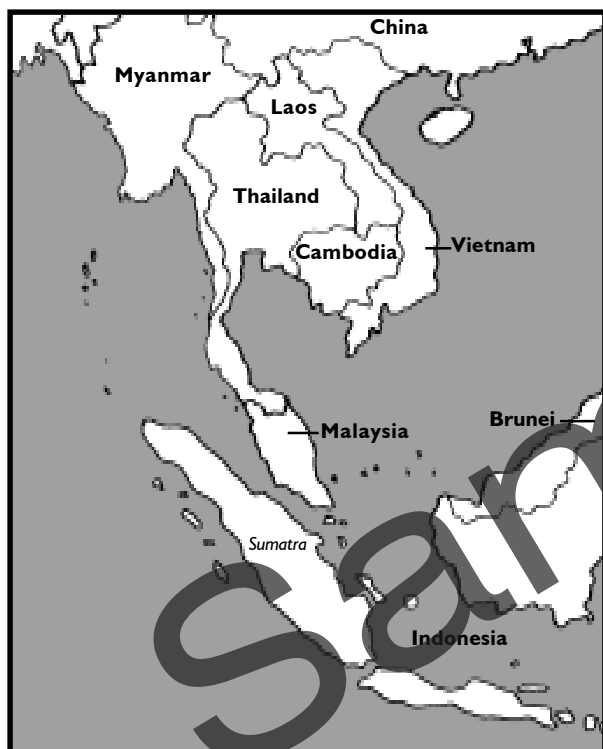 China
Myanmar
Laos
Thailand
Cambodia
Vietnam
Brunei
Malaysia
Sumatra
Indonesia
sam